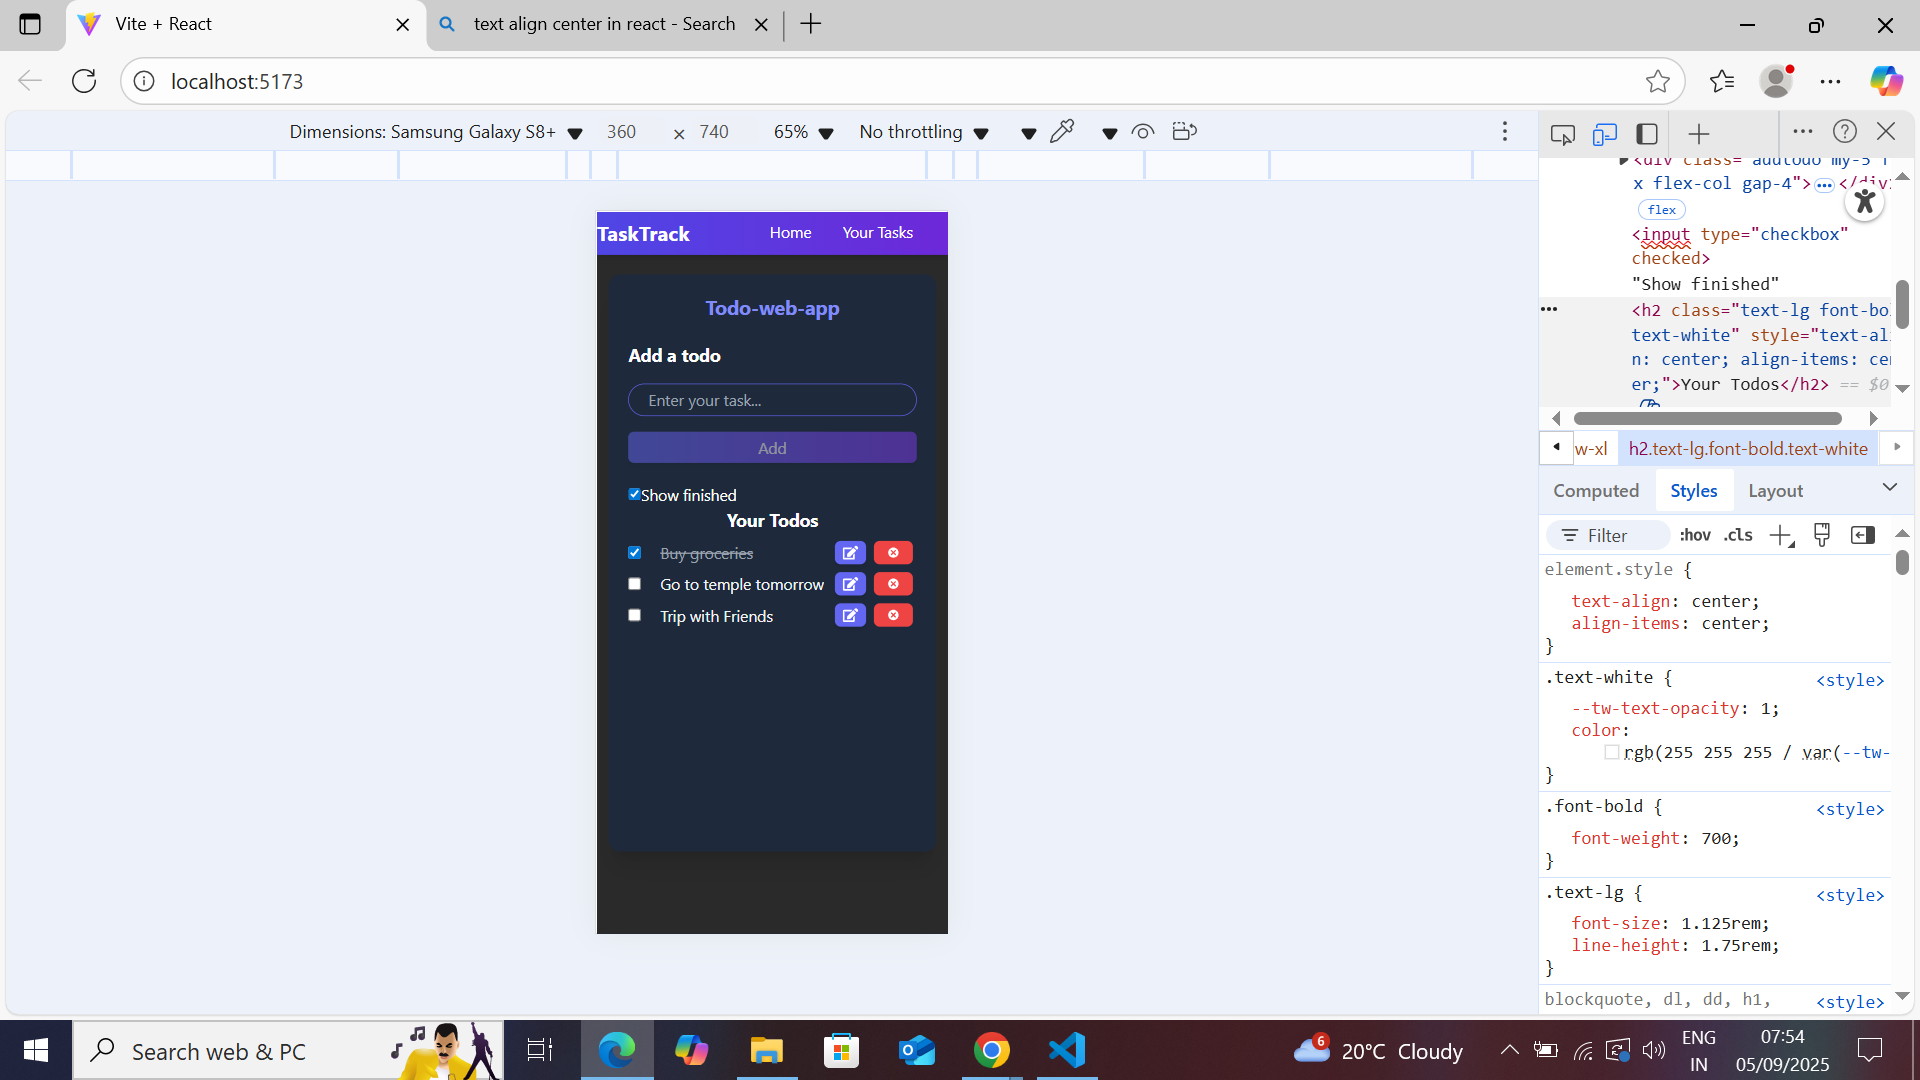 Vite + React
text align center in react - Search
localhost:5173
Dimensions: Samsung Galaxy S8+ 360 × 740 65% No throttling
TaskTrack Home Your Tasks
Todo-web-app
Add a todo
Enter your task...
Add
Show finished
Your Todos
Buy groceries
Go to temple tomorrow
Trip with Friends
x flex-col gap-4"> ••• </div>
flex
<input type="checkbox"
checked>
"Show finished"
<h2 class="text-lg font-bo
text-white" style="text-al
n: center; align-items: cen
er;">Your Todos</h2> == $0
w-xl h2.text-lg.font-bold.text-white
Computed Styles Layout
Filter :hov .cls
element.style {
text-align: center;
align-items: center;
}
.text-white { <style>
--tw-text-opacity: 1;
color:
rgb(255 255 255 / var(--tw-
}
.font-bold { <style>
font-weight: 700;
}
.text-lg { <style>
font-size: 1.125rem;
line-height: 1.75rem;
}
blockquote, dl, dd, h1, <style>
Search web & PC
6
20°C Cloudy
ENG
IN
07:54
05/09/2025